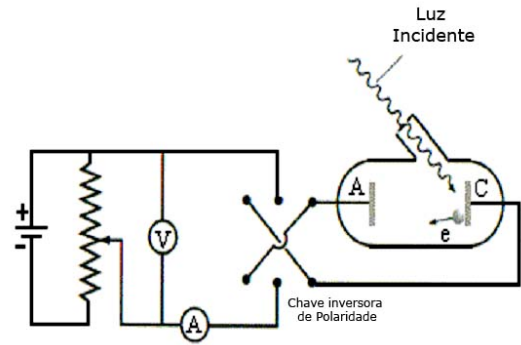 Luz
Incidente
A
C
e
+
-
V
A
Chave inversora
de Polaridade